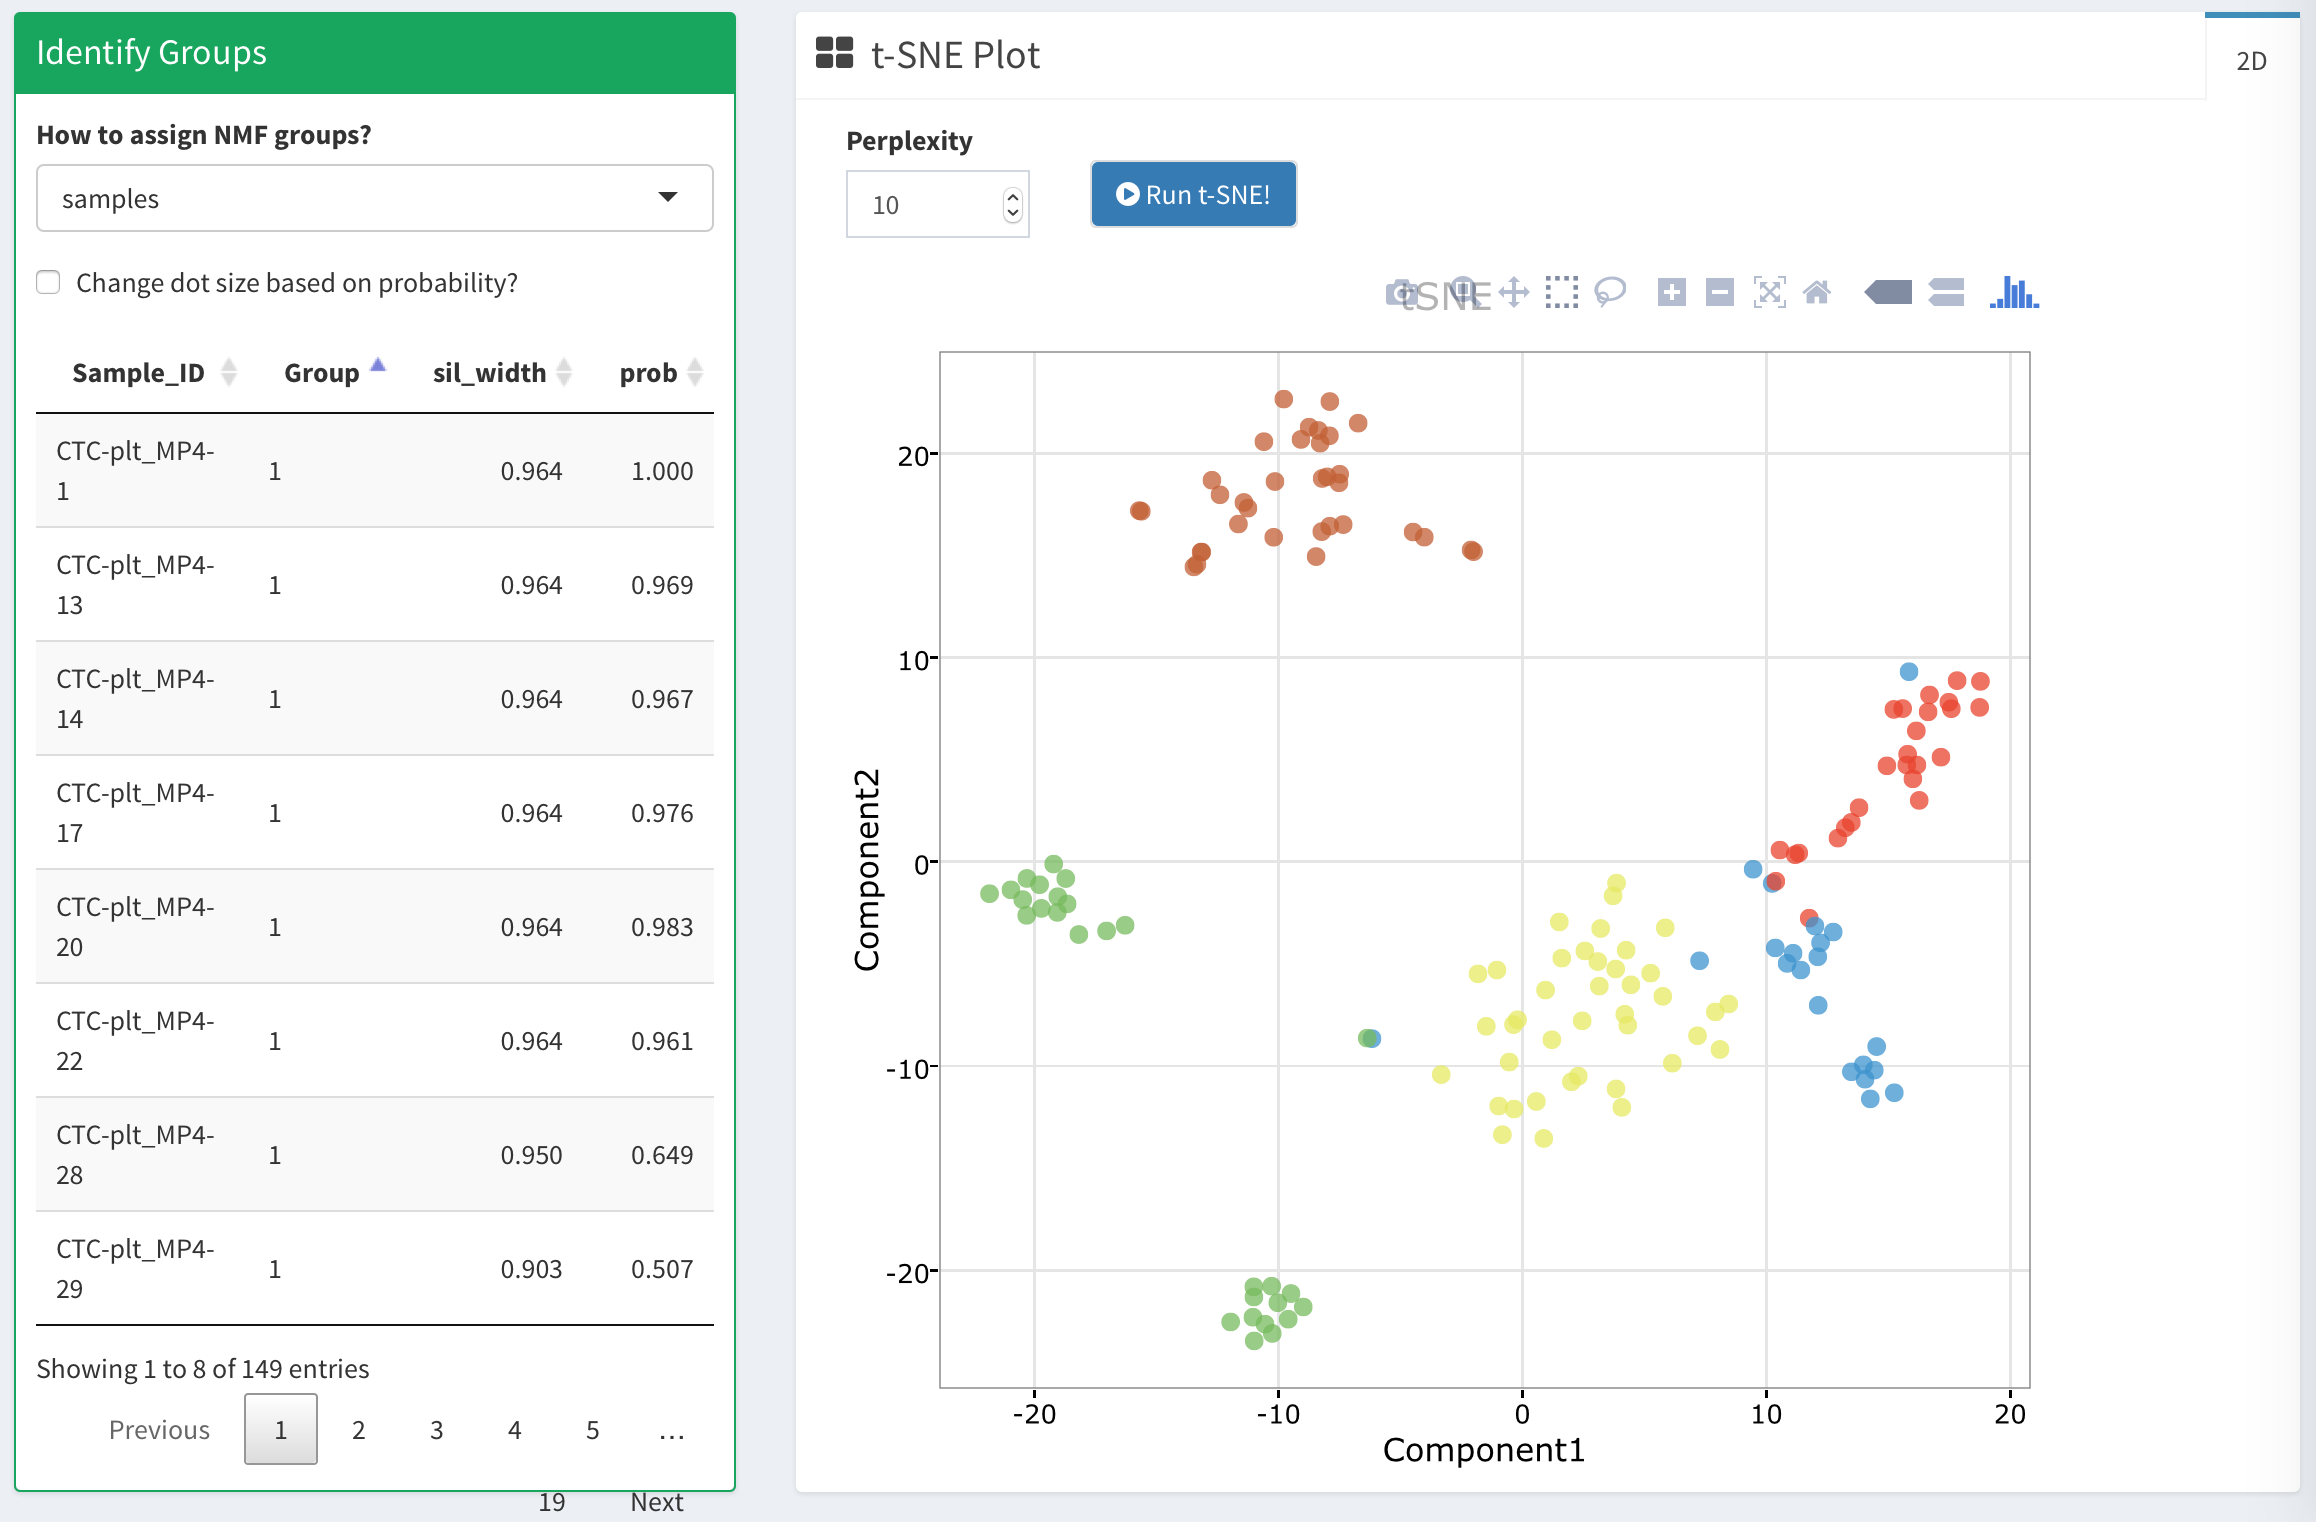 Identify Groups
How to assign NMF groups?
samples
Change dot size based on probability?
Sample_ID Group sil_width prob
CTC-plt_MP4-
1 1 0.964 1.000
CTC-plt_MP4-
13 1 0.964 0.969
CTC-plt_MP4-
14 1 0.964 0.967
CTC-plt_MP4-
17 1 0.964 0.976
CTC-plt_MP4-
20 1 0.964 0.983
CTC-plt_MP4-
22 1 0.964 0.961
CTC-plt_MP4-
28 1 0.950 0.649
CTC-plt_MP4-
29 1 0.903 0.507
Showing 1 to 8 of 149 entries
Previous 1 2 3 4 5 …
19 Next
t-SNE Plot
2D
Perplexity
10
Run t-SNE!
tSNE
20
10
0
-10
-20
Component2
-20 -10 0 10 20
Component1